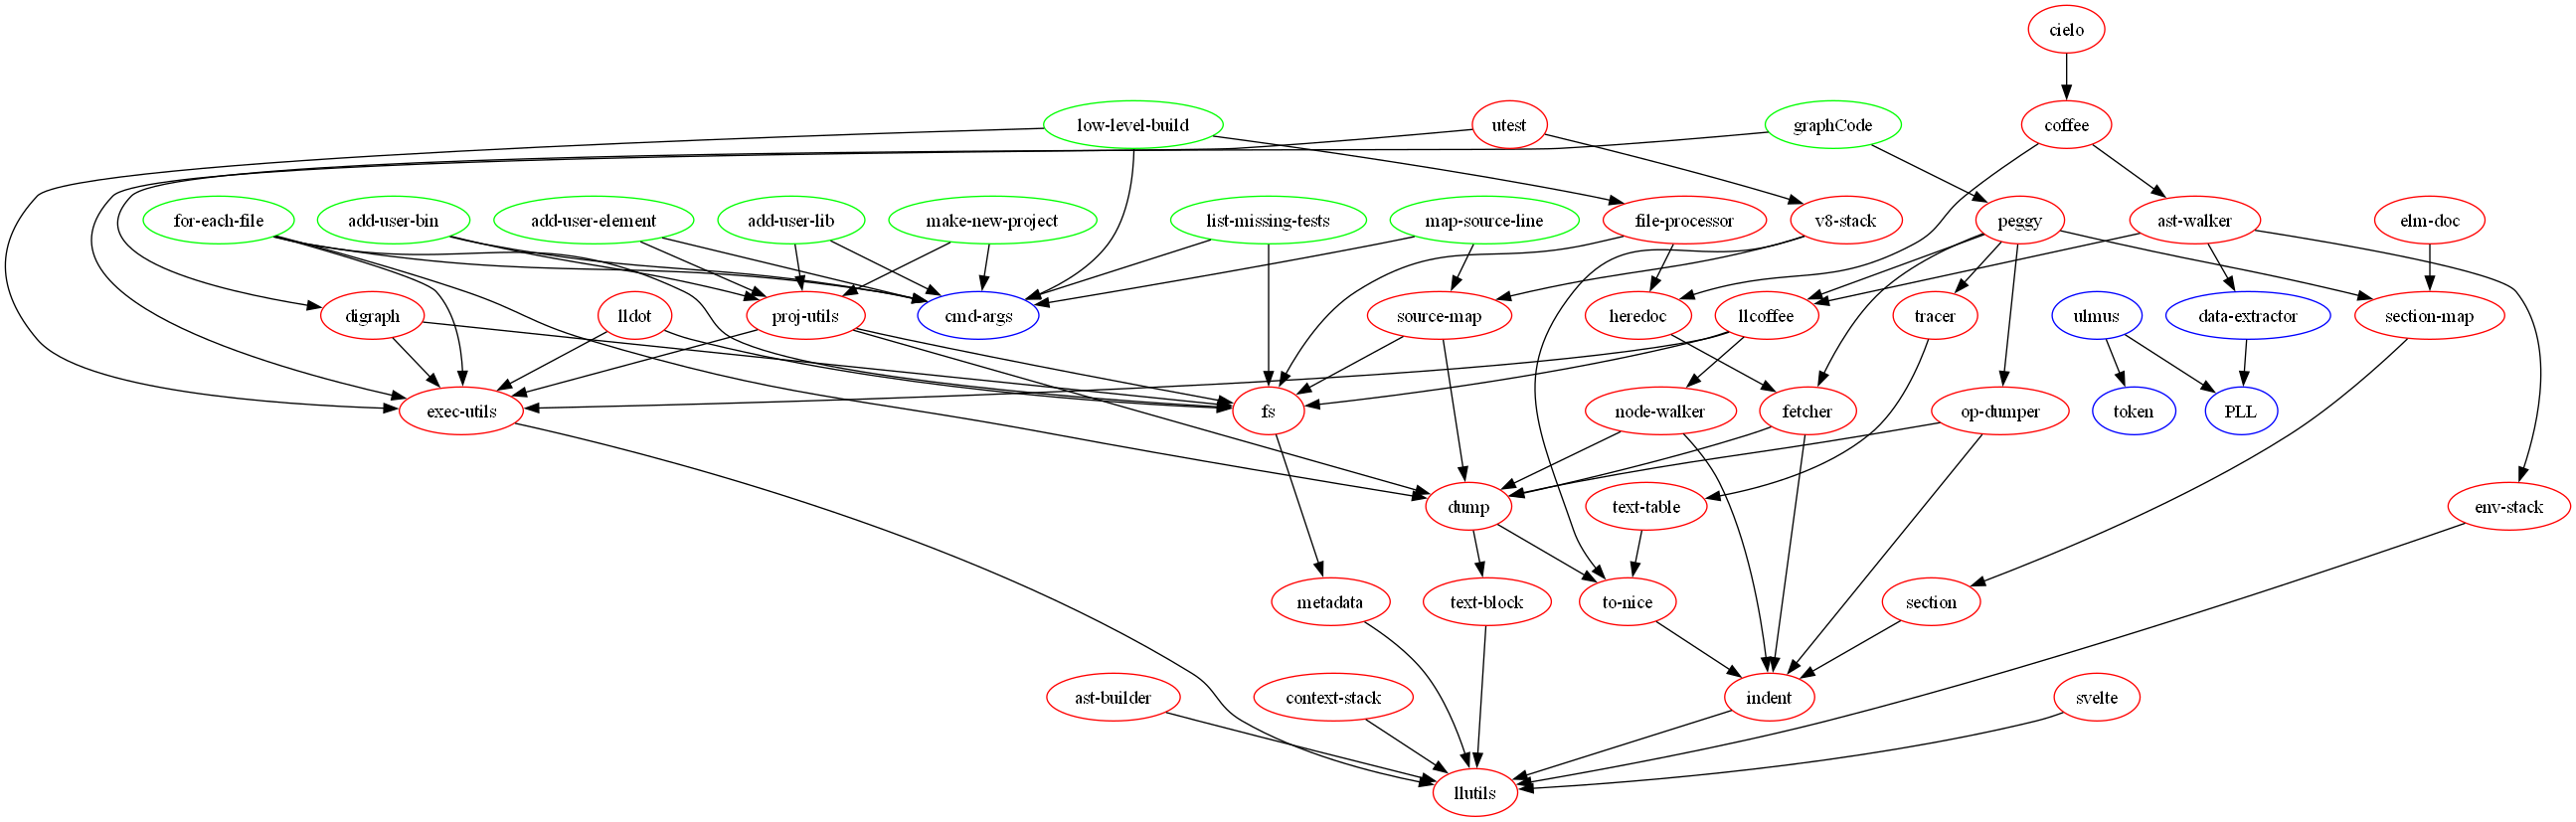 cielo
low-level-build
utest
graphCode
coffee
for-each-file
add-user-bin
add-user-element
add-user-lib
make-new-project
list-missing-tests
map-source-line
file-processor
v8-stack
peggy
ast-walker
elm-doc
digraph
lldot
proj-utils
cmd-args
source-map
heredoc
llcoffee
tracer
ulmus
data-extractor
section-map
exec-utils
fs
node-walker
fetcher
op-dumper
token
PLL
dump
text-table
env-stack
metadata
text-block
to-nice
section
ast-builder
context-stack
indent
svelte
llutils